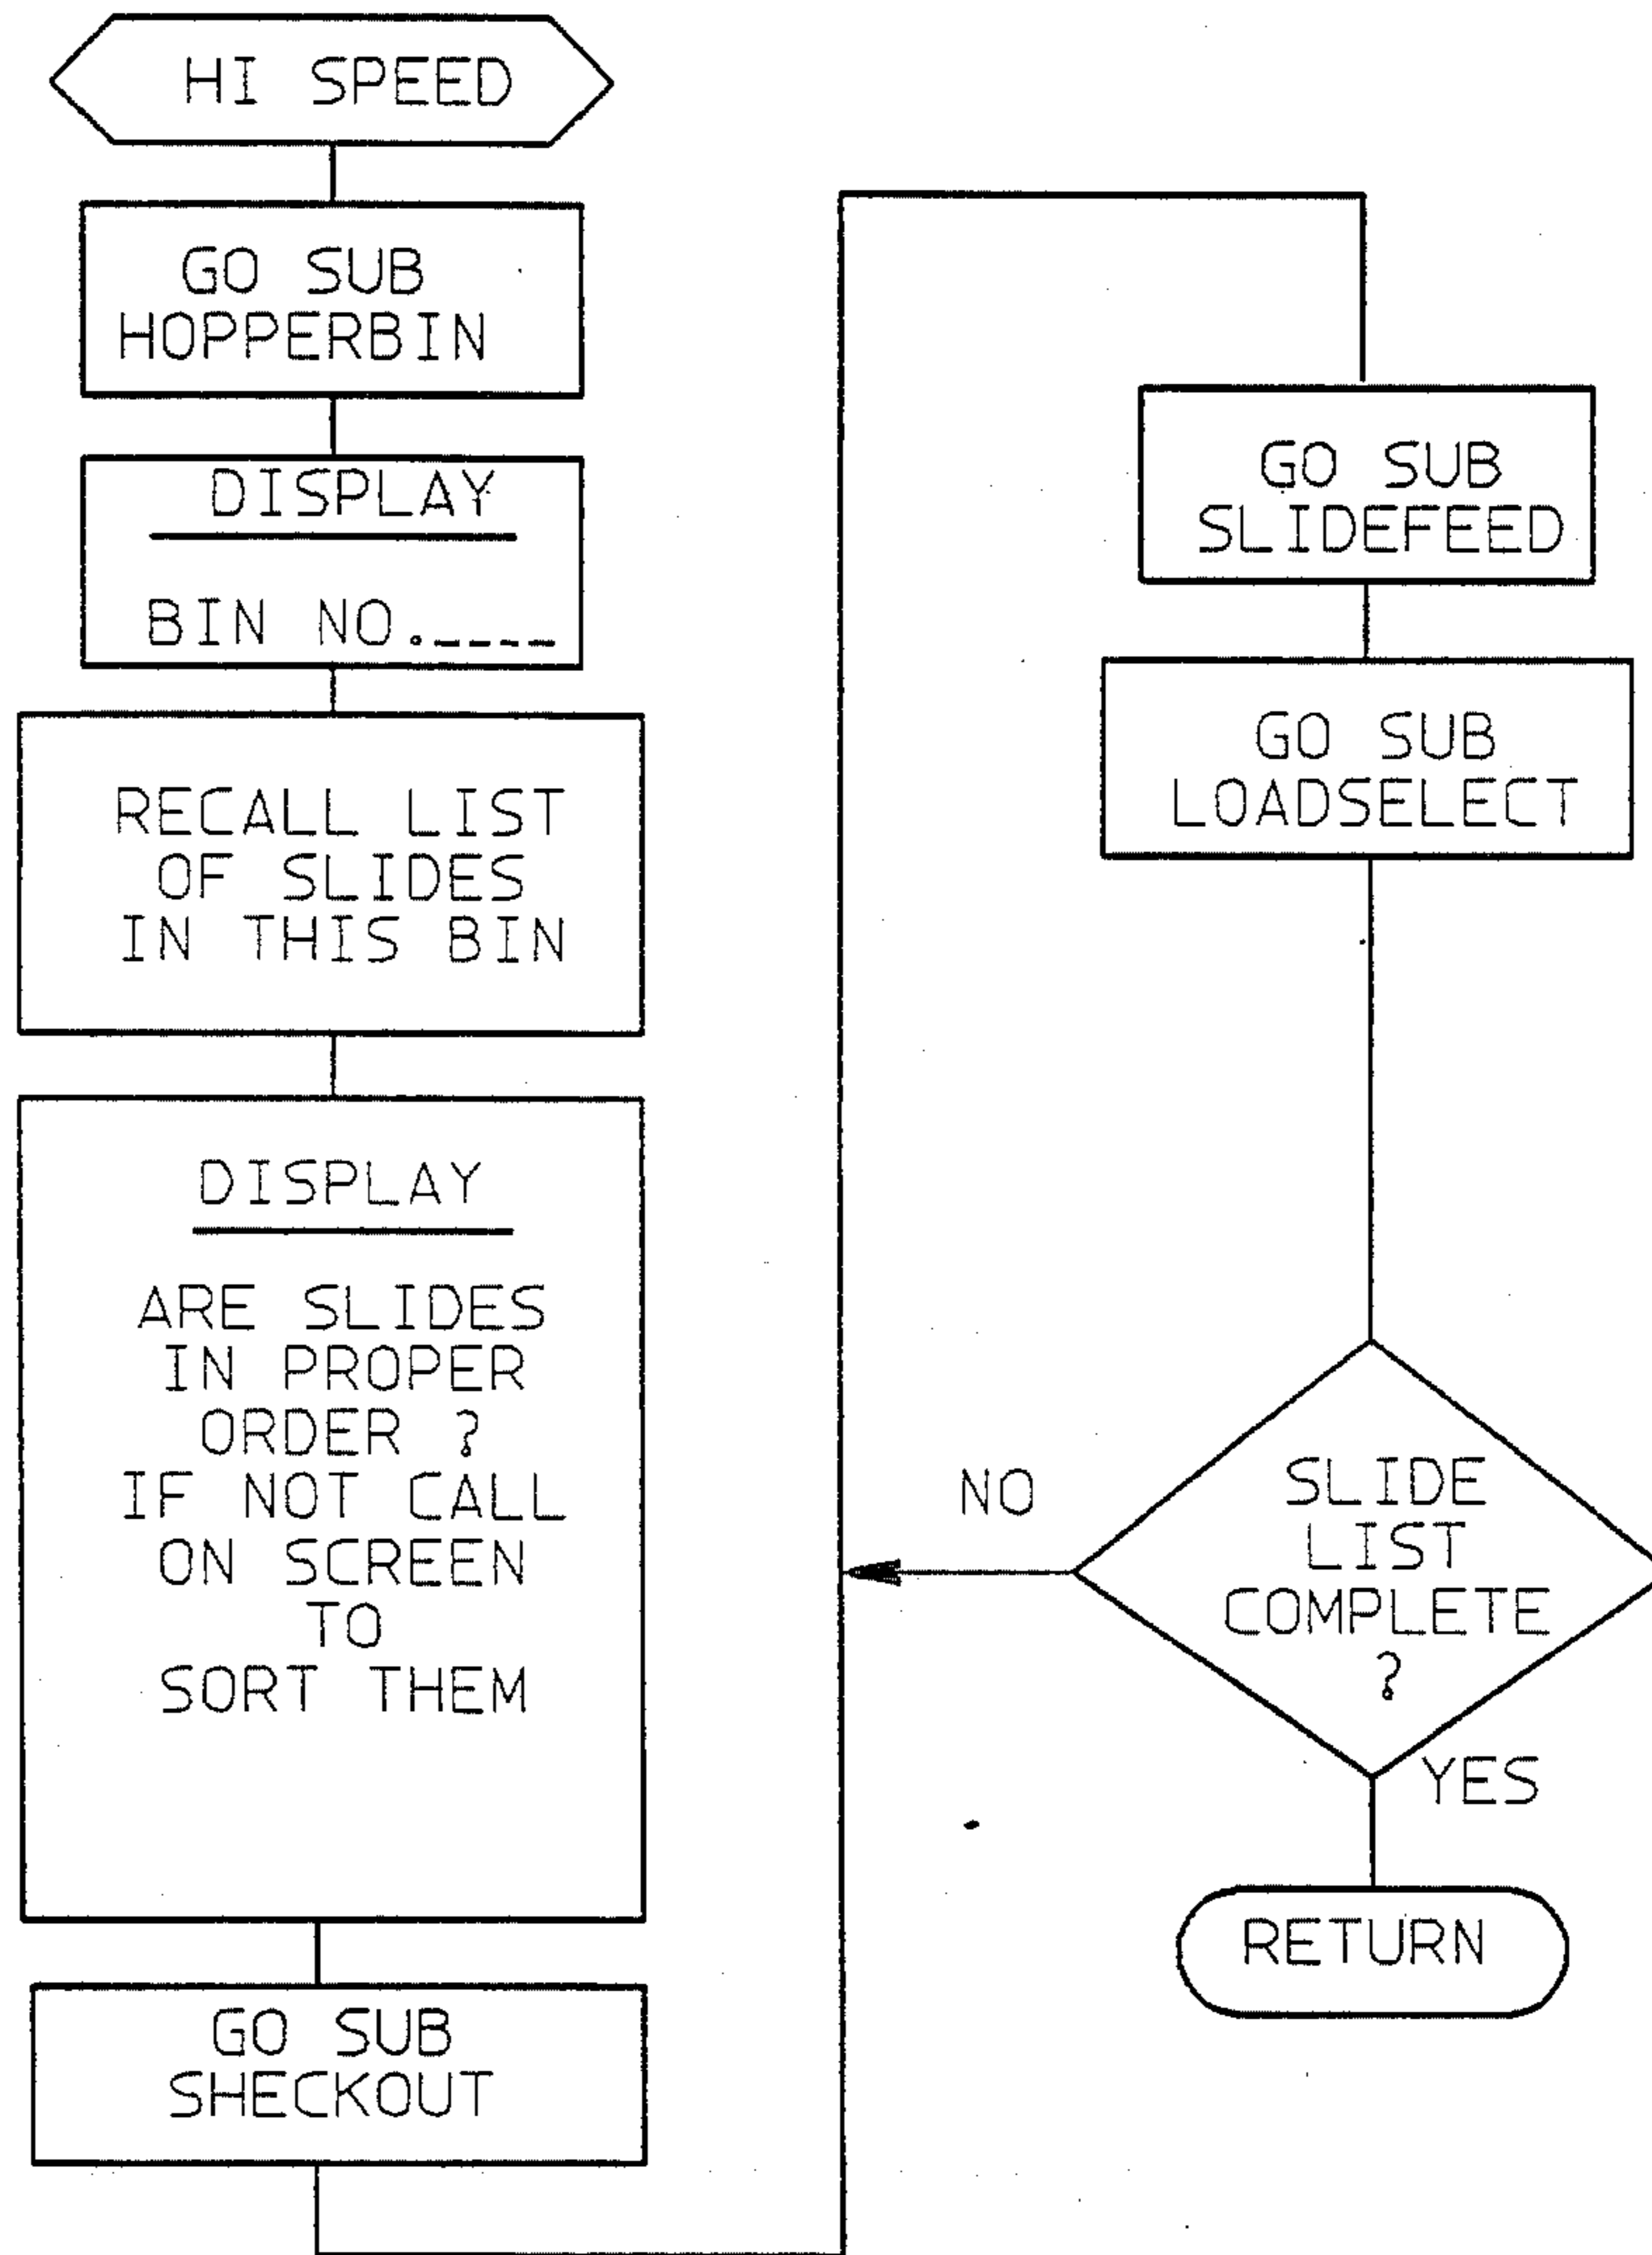 HI SPEED
GO SUB
HOPPERBIN
DISPLAY
BIN NO.____
RECALL LIST
OF SLIDES
IN THIS BIN
DISPLAY
ARE SLIDES
IN PROPER
ORDER ?
IF NOT CALL
ON SCREEN
TO
SORT THEM
GO SUB
SHECKOUT
GO SUB
SLIDEFEED
GO SUB
LOADSELECT
SLIDE
LIST
COMPLETE
?
NO
YES
RETURN